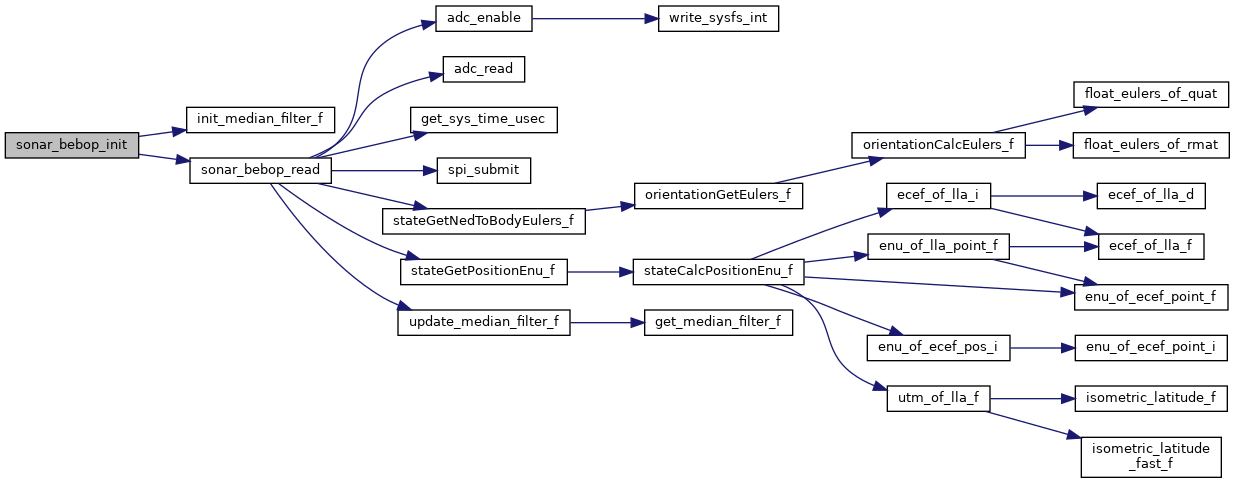 sonar_bebop_init
init_median_filter_f
sonar_bebop_read
adc_enable
write_sysfs_int
adc_read
get_sys_time_usec
spi_submit
stateGetNedToBodyEulers_f
orientationGetEulers_f
orientationCalcEulers_f
float_eulers_of_quat
float_eulers_of_rmat
stateGetPositionEnu_f
stateCalcPositionEnu_f
ecef_of_lla_i
ecef_of_lla_d
enu_of_lla_point_f
ecef_of_lla_f
enu_of_ecef_point_f
update_median_filter_f
get_median_filter_f
enu_of_ecef_pos_i
enu_of_ecef_point_i
utm_of_lla_f
isometric_latitude_f
isometric_latitude
_fast_f